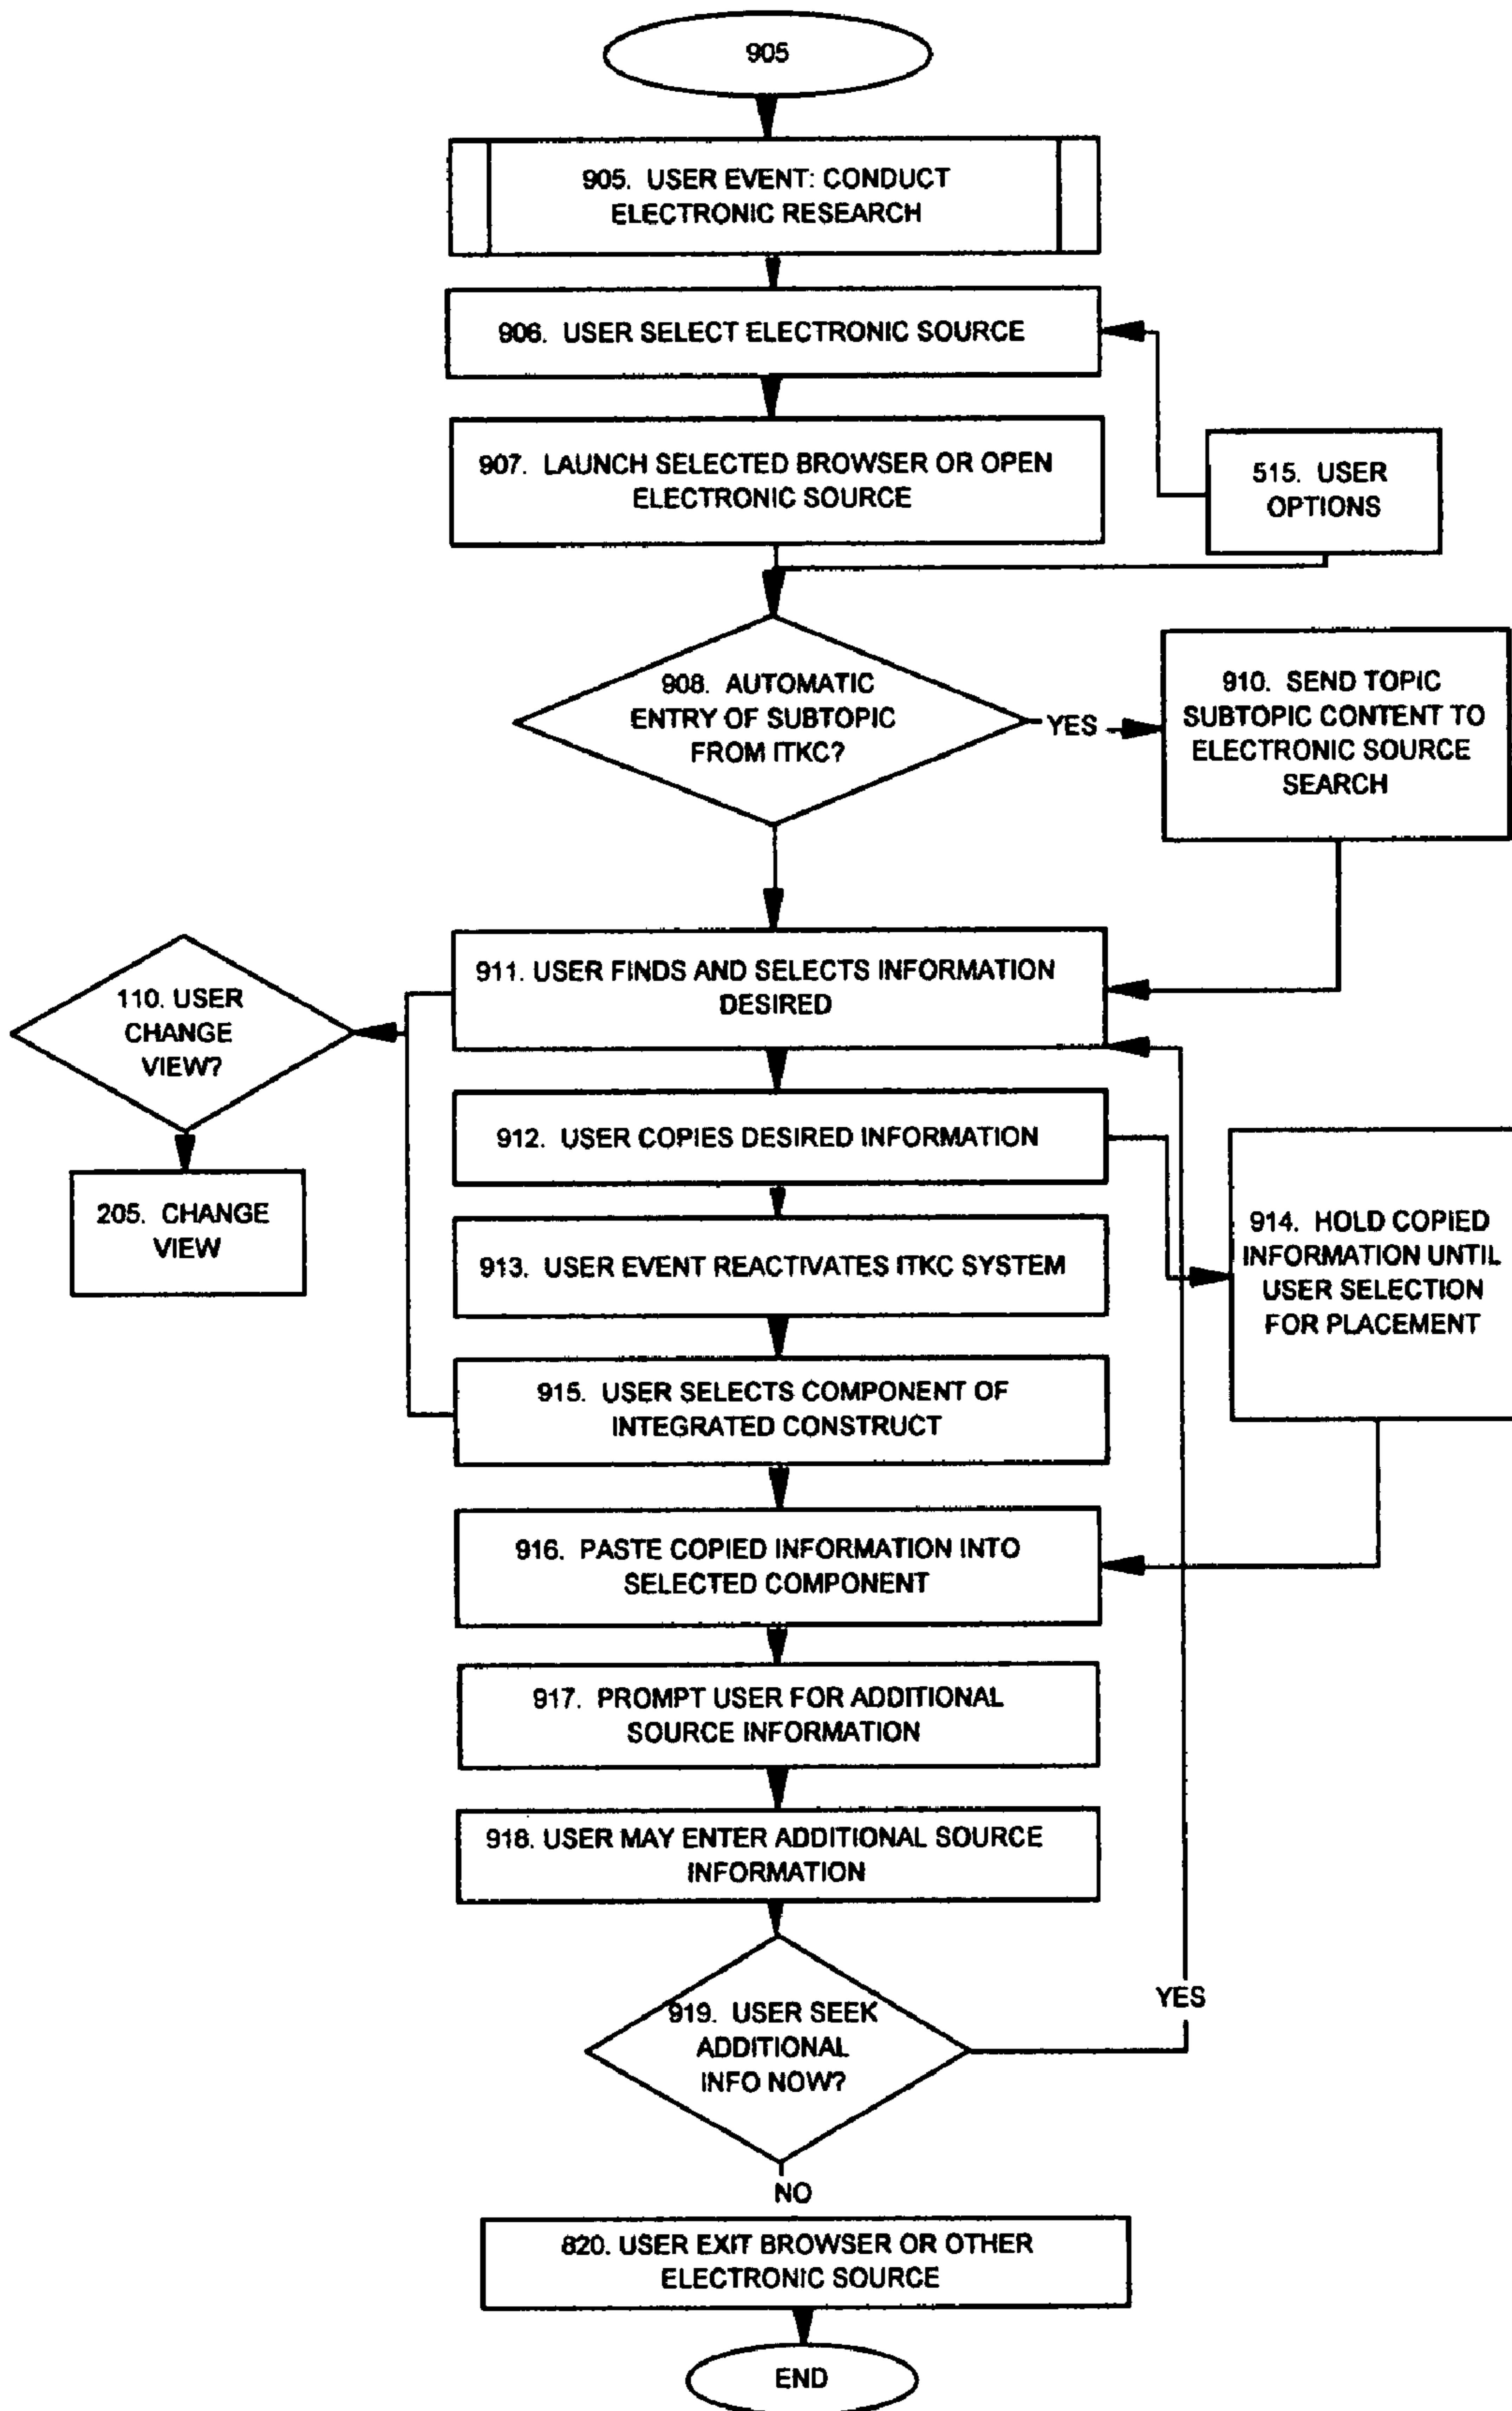 905
905. USER EVENT: CONDUCT
ELECTRONIC RESEARCH
906. USER SELECT ELECTRONIC SOURCE
907. LAUNCH SELECTED BROWSER OR OPEN
ELECTRONIC SOURCE
515. USER
OPTIONS
908. AUTOMATIC
ENTRY OF SUBTOPIC
FROM ITKC?
YES
910. SEND TOPIC
SUBTOPIC CONTENT TO
ELECTRONIC SOURCE
SEARCH
911. USER FINDS AND SELECTS INFORMATION
DESIRED
110. USER
CHANGE
VIEW?
205. CHANGE
VIEW
912. USER COPIES DESIRED INFORMATION
913. USER EVENT REACTIVATES ITKC SYSTEM
914. HOLD COPIED
INFORMATION UNTIL
USER SELECTION
FOR PLACEMENT
915. USER SELECTS COMPONENT OF
INTEGRATED CONSTRUCT
916. PASTE COPIED INFORMATION INTO
SELECTED COMPONENT
917. PROMPT USER FOR ADDITIONAL
SOURCE INFORMATION
918. USER MAY ENTER ADDITIONAL SOURCE
INFORMATION
919. USER SEEK
ADDITIONAL
INFO NOW?
YES
NO
820. USER EXIT BROWSER OR OTHER
ELECTRONIC SOURCE
END